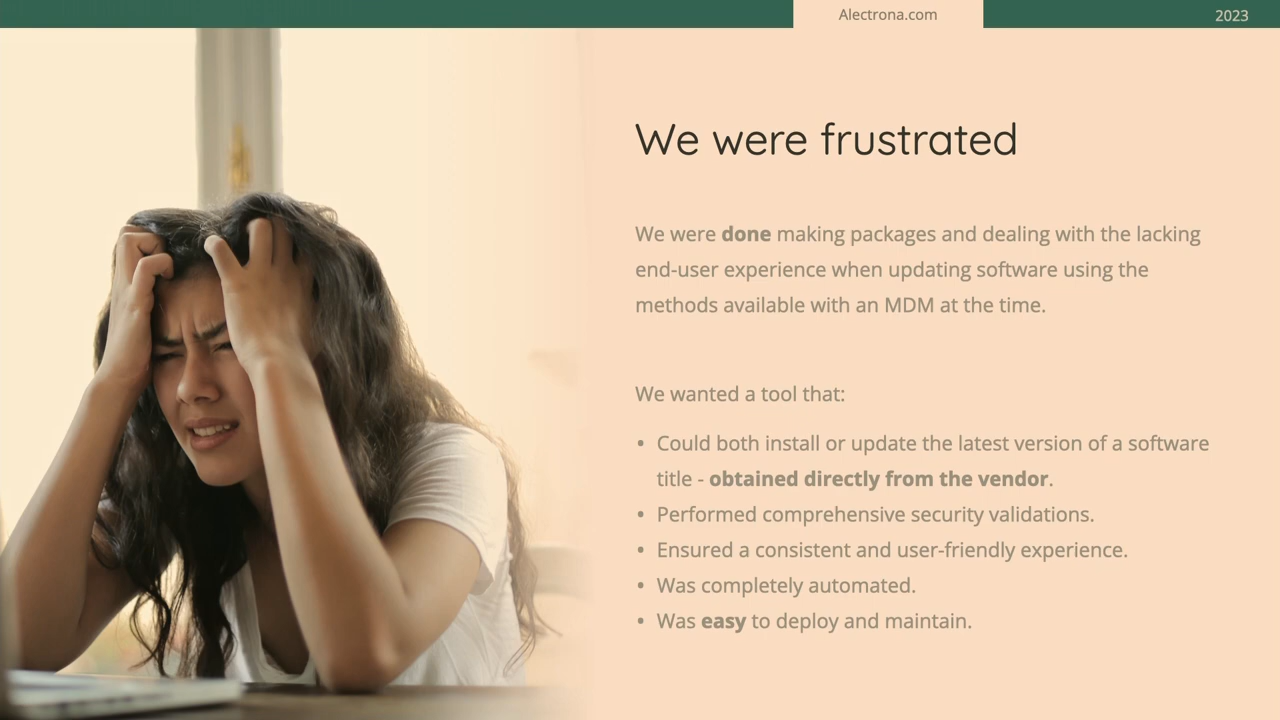 Alectrona.com
2023
We were frustrated
We were done making packages and dealing with the lacking
end-user experience when updating software using the
methods available with an MDM at the time.
We wanted a tool that:
• Could both install or update the latest version of a software
title - obtained directly from the vendor.
• Performed comprehensive security validations.
• Ensured a consistent and user-friendly experience.
• Was completely automated.
• Was easy to deploy and maintain.